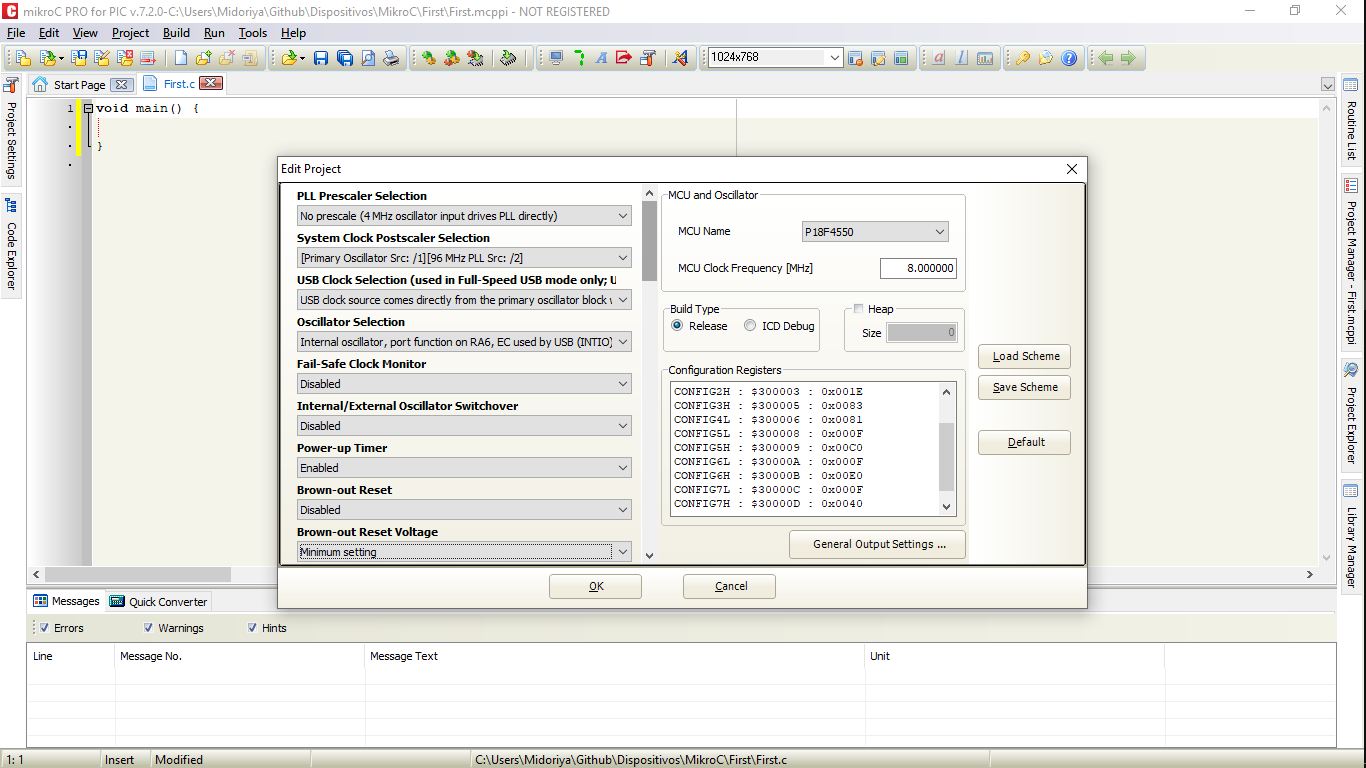 mikroC PRO for PIC v.7.2.0-C:\Users\Midoriya\Github\Dispositivos\MikroC\First\First.mcppi - NOT REGISTERED
File Edit View Project Build Run Tools Help
1024x768
Start Page First.c
1 void main() {
}
Project Settings
Code Explorer
Routine List
Project Manager - First.mcppi
Project Explorer
Library Manager
Edit Project
PLL Prescaler Selection
No prescale (4 MHz oscillator input drives PLL directly)
System Clock Postscaler Selection
[Primary Oscillator Src: /1][96 MHz PLL Src: /2]
USB Clock Selection (used in Full-Speed USB mode only; U
USB clock source comes directly from the primary oscillator block
Oscillator Selection
Internal oscillator, port function on RA6, EC used by USB (INTIO)
Fail-Safe Clock Monitor
Disabled
Internal/External Oscillator Switchover
Disabled
Power-up Timer
Enabled
Brown-out Reset
Disabled
Brown-out Reset Voltage
Minimum setting
MCU and Oscillator
MCU Name P18F4550
MCU Clock Frequency [MHz] 8.000000
Build Type
Release ICD Debug
Heap
Size 0
Configuration Registers
CONFIG2H : $300003 : 0x001E
CONFIG3H : $300005 : 0x0083
CONFIG4L : $300006 : 0x0081
CONFIG5L : $300008 : 0x000F
CONFIG5H : $300009 : 0x00C0
CONFIG6L : $30000A : 0x000F
CONFIG6H : $30000B : 0x00E0
CONFIG7L : $30000C : 0x000F
CONFIG7H : $30000D : 0x0040
General Output Settings ...
Load Scheme
Save Scheme
Default
OK Cancel
Messages Quick Converter
Errors Warnings Hints
Line Message No. Message Text Unit
1: 1 Insert Modified C:\Users\Midoriya\Github\Dispositivos\MikroC\First\First.c